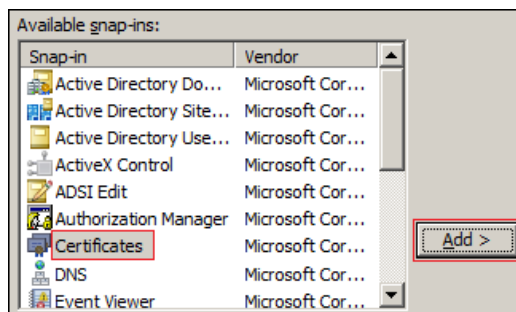 Available snap-ins:
Snap-in Vendor
Active Directory Do... Microsoft Cor...
Active Directory Site... Microsoft Cor...
Active Directory Use... Microsoft Cor...
ActiveX Control Microsoft Cor...
ADSI Edit Microsoft Cor...
Authorization Manager Microsoft Cor...
Certificates Microsoft Cor...
Add >
DNS Microsoft Cor...
Event Viewer Microsoft Cor...